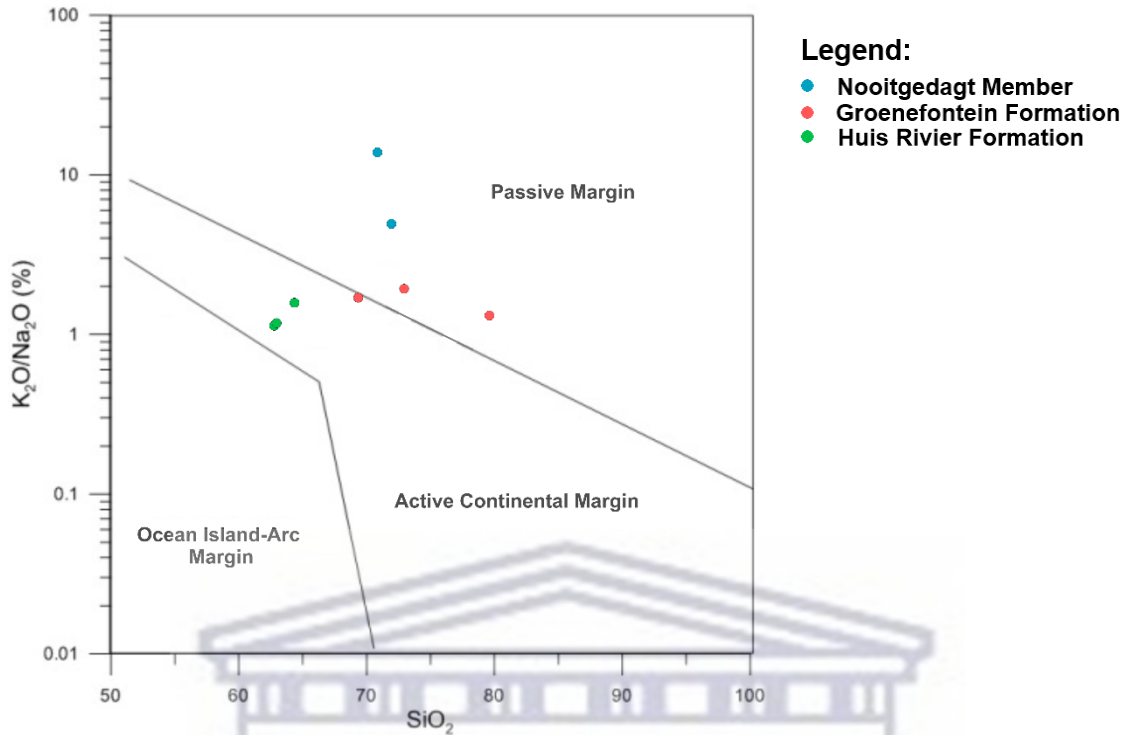 100
10
1
0.1
0.01
K₂O/Na₂O (%)
50 60 70 80 90 100
SiO₂
Passive Margin
Active Continental Margin
Ocean Island-Arc
Margin
Legend:
Nooitgedagt Member
Groenefontein Formation
Huis Rivier Formation